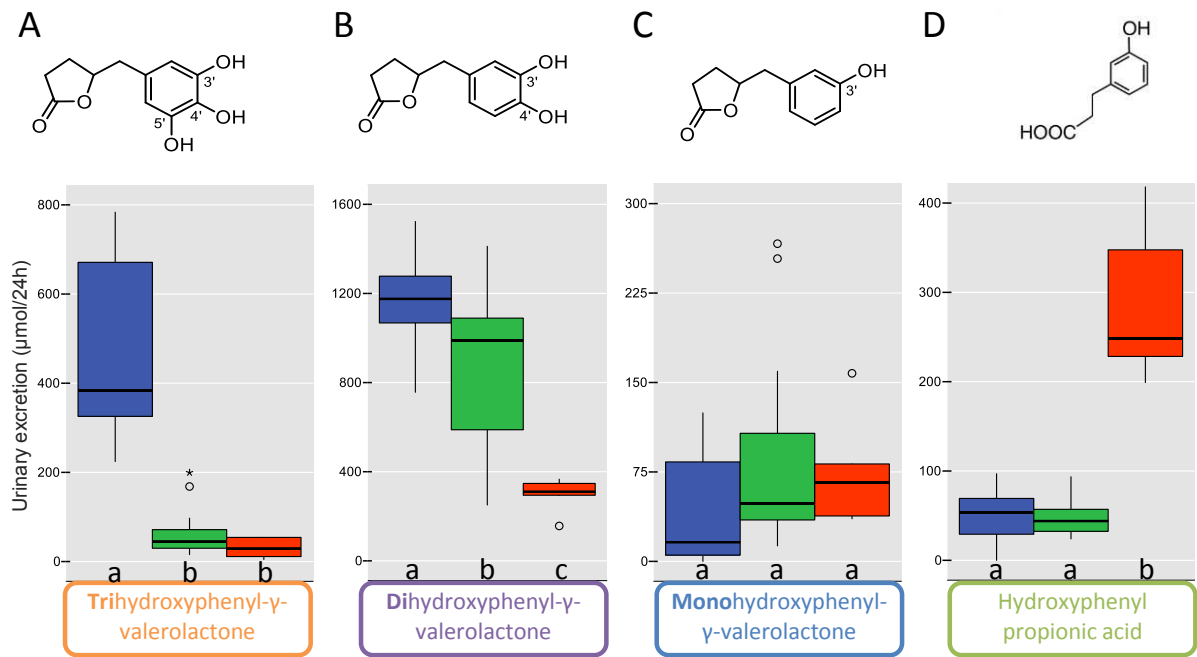 A
B
C
D
OH
3'
4'
OH
5'
OH
O
O
OH
3'
4'
OH
O
O
OH
3'
O
O
OH
HOOC
Urinary excretion (μmol/24h)
800
600
400
200
0
1600
1200
800
400
0
300
225
150
75
0
400
300
200
100
0
*
a b b
a b c
a a a
a a b
Trihydroxyphenyl-γ-
valerolactone
Dihydroxyphenyl-γ-
valerolactone
Monohydroxyphenyl-
γ-valerolactone
Hydroxyphenyl
propionic acid